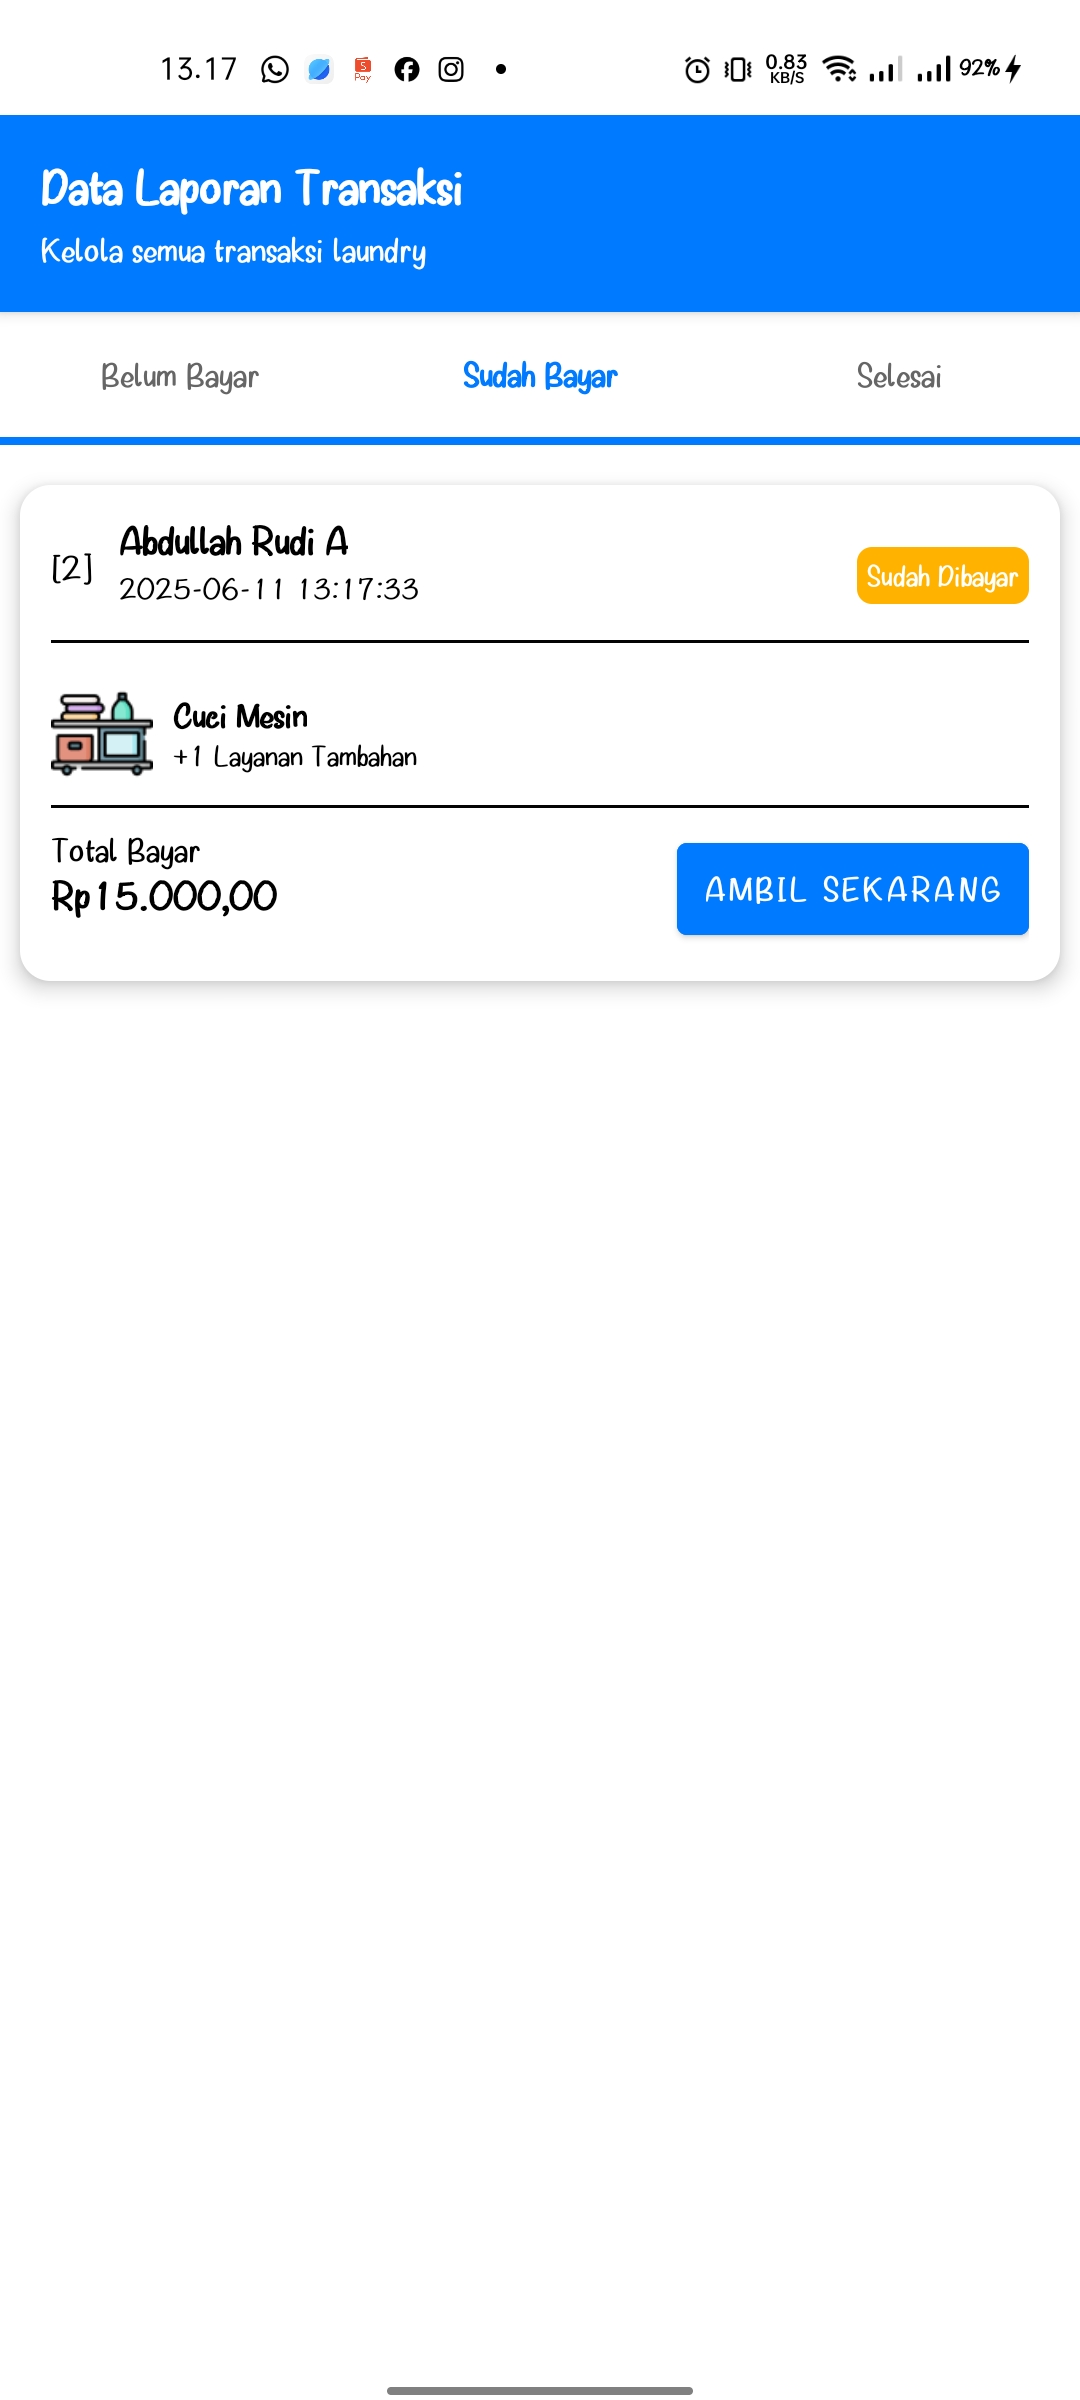 13.17
0.83
KB/S
92%
Pay
Data Laporan Transaksi
Kelola semua transaksi laundry
Belum Bayar
Sudah Bayar
Selesai
[2]
Abdullah Rudi A
2025-06-11 13:17:33
Sudah Dibayar
Cuci Mesin
+1 Layanan Tambahan
Total Bayar
Rp15.000,00
AMBIL SEKARANG